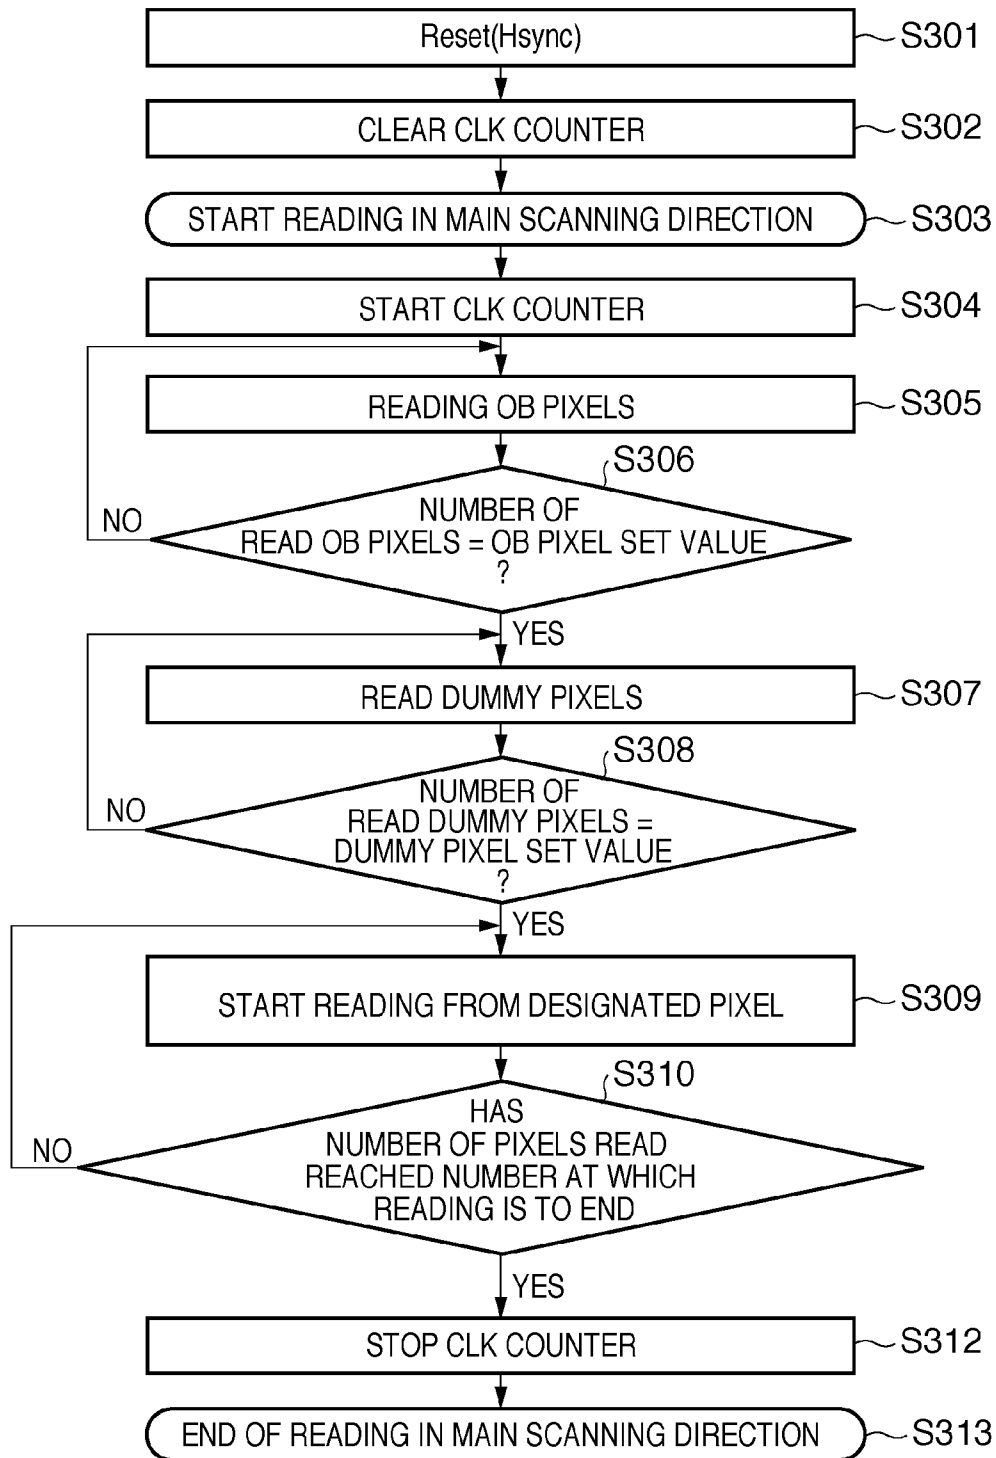 Reset(Hsync)
S301
CLEAR CLK COUNTER
S302
START READING IN MAIN SCANNING DIRECTION
S303
START CLK COUNTER
S304
READING OB PIXELS
S305
S306
NUMBER OF
READ OB PIXELS = OB PIXEL SET VALUE
?
NO
YES
READ DUMMY PIXELS
S307
S308
NUMBER OF
READ DUMMY PIXELS =
DUMMY PIXEL SET VALUE
?
NO
YES
START READING FROM DESIGNATED PIXEL
S309
S310
HAS
NUMBER OF PIXELS READ
REACHED NUMBER AT WHICH
READING IS TO END
NO
YES
STOP CLK COUNTER
S312
END OF READING IN MAIN SCANNING DIRECTION
S313